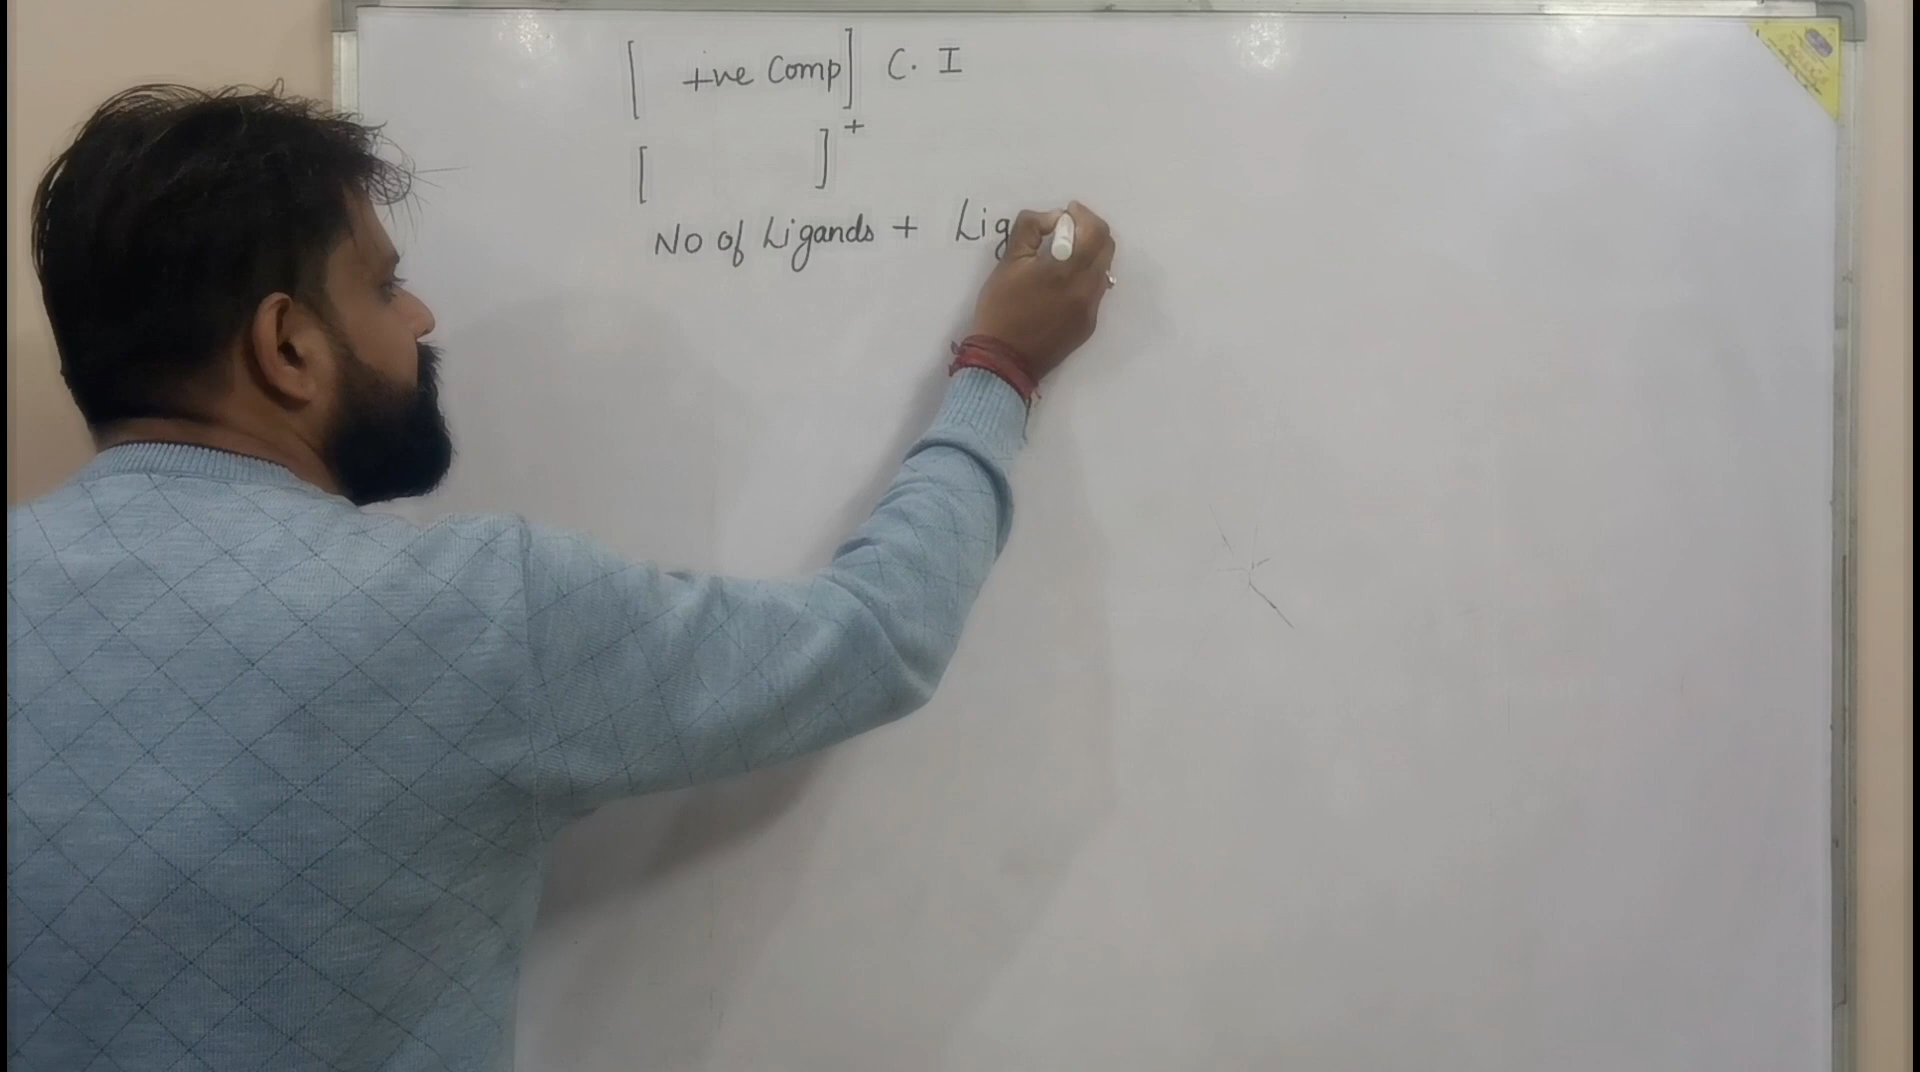 [ +ve Comp] C. I
[ ]+
No of Ligands + Lig